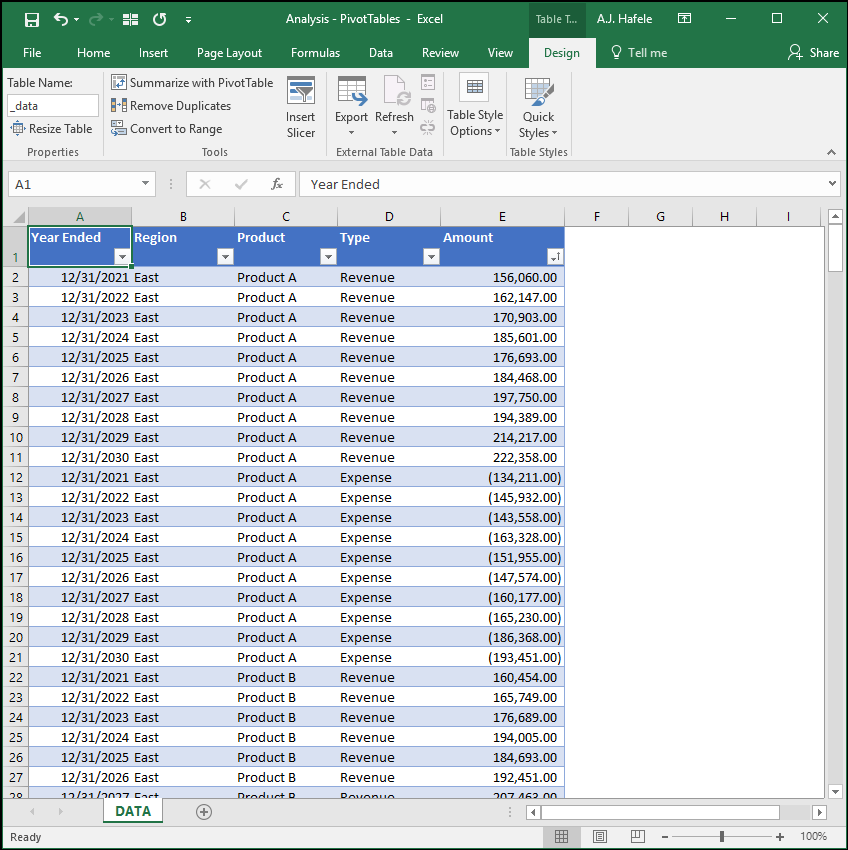 Analysis - PivotTables - Excel
Table T...
A.J. Hafele
File Home Insert Page Layout Formulas Data Review View Design Tell me Share
Table Name:
_data
Resize Table
Properties
Summarize with PivotTable
Remove Duplicates
Convert to Range
Tools
Insert
Slicer
Export
Refresh
External Table Data
Table Style
Options
Quick
Styles
Table Styles
A1
fx
Year Ended
A B C D E F G H I
1 Year Ended Region Product Type Amount
2 12/31/2021 East Product A Revenue 156,060.00
3 12/31/2022 East Product A Revenue 162,147.00
4 12/31/2023 East Product A Revenue 170,903.00
5 12/31/2024 East Product A Revenue 185,601.00
6 12/31/2025 East Product A Revenue 176,693.00
7 12/31/2026 East Product A Revenue 184,468.00
8 12/31/2027 East Product A Revenue 197,750.00
9 12/31/2028 East Product A Revenue 194,389.00
10 12/31/2029 East Product A Revenue 214,217.00
11 12/31/2030 East Product A Revenue 222,358.00
12 12/31/2021 East Product A Expense (134,211.00)
13 12/31/2022 East Product A Expense (145,932.00)
14 12/31/2023 East Product A Expense (143,558.00)
15 12/31/2024 East Product A Expense (163,328.00)
16 12/31/2025 East Product A Expense (151,955.00)
17 12/31/2026 East Product A Expense (147,574.00)
18 12/31/2027 East Product A Expense (160,177.00)
19 12/31/2028 East Product A Expense (165,230.00)
20 12/31/2029 East Product A Expense (186,368.00)
21 12/31/2030 East Product A Expense (193,451.00)
22 12/31/2021 East Product B Revenue 160,454.00
23 12/31/2022 East Product B Revenue 165,749.00
24 12/31/2023 East Product B Revenue 176,689.00
25 12/31/2024 East Product B Revenue 194,005.00
26 12/31/2025 East Product B Revenue 184,693.00
27 12/31/2026 East Product B Revenue 192,451.00
28 12/31/2027 East Product B Revenue 207,463.00
DATA
Ready
100%